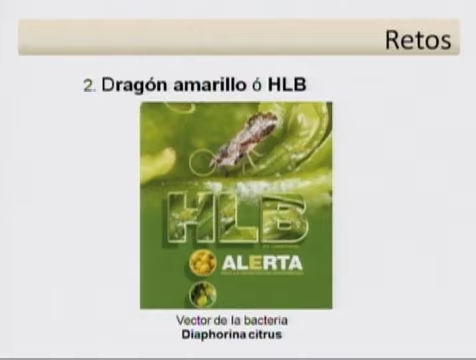 Retos
2. Dragón amarillo ó HLB
HLB
ALERTA
Vector de la bacteria
Diaphorina citrus